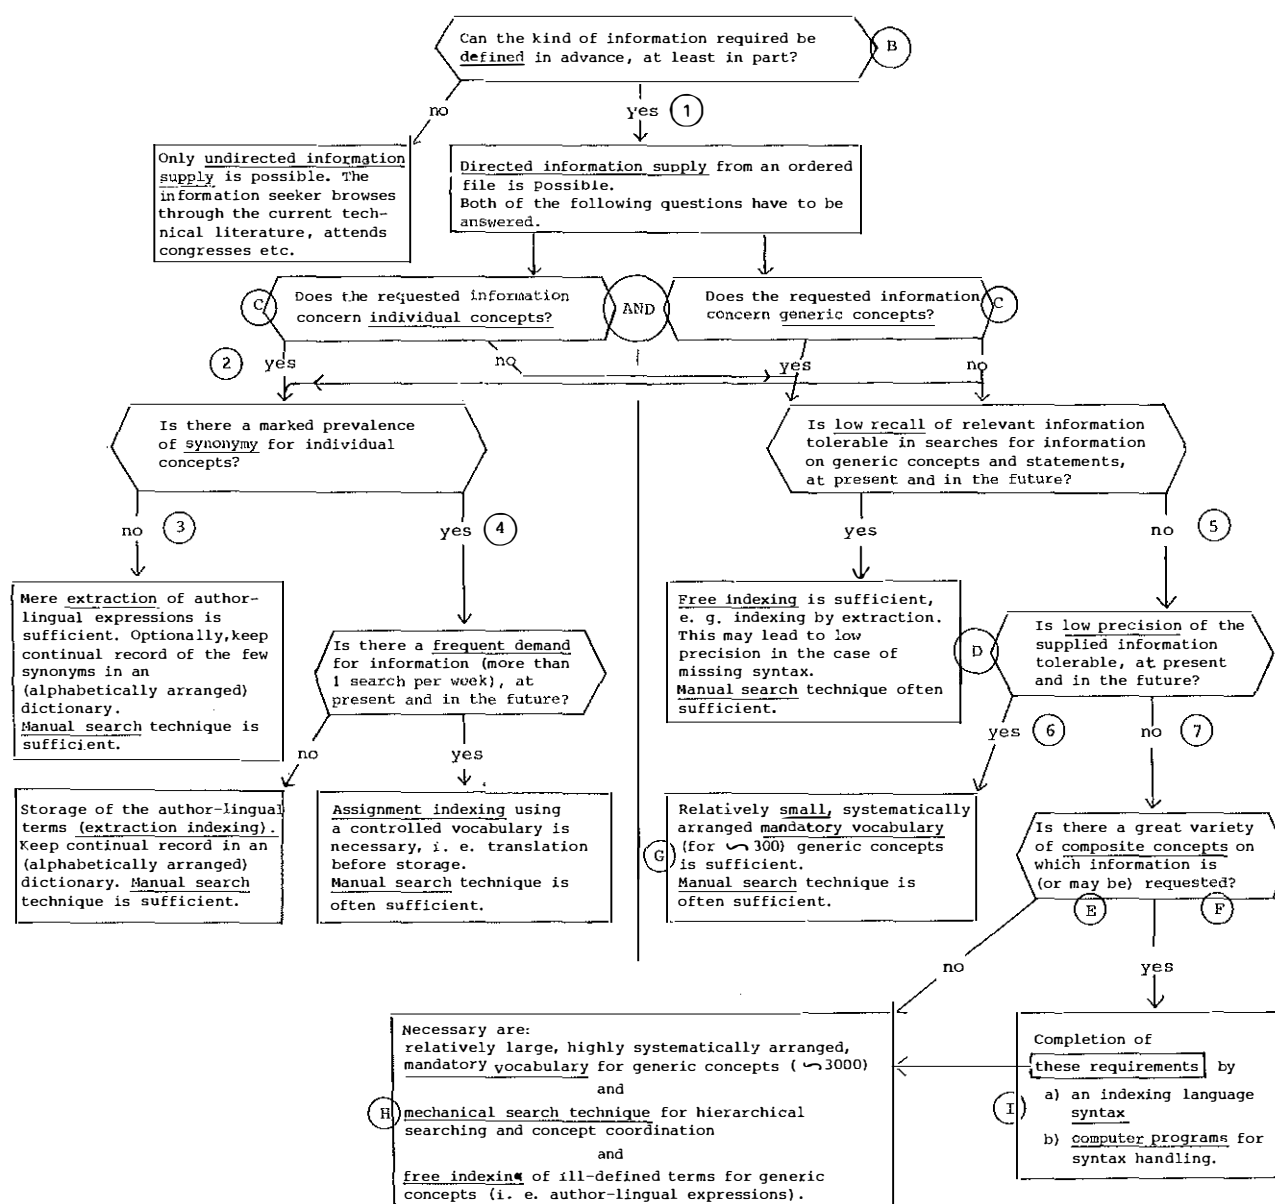 Can the kind of information required be
defined in advance, at least in part?
B
no
yes
1
Only undirected information
supply is possible. The
information seeker browses
through the current tech-
nical literature, attends
congresses etc.
Directed information supply from an ordered
file is possible.
Both of the following questions have to be
answered.
C
Does the requested information
concern individual concepts?
AND
Does the requested information
concern generic concepts?
C
2
yes
no
yes
no
Is there a marked prevalence
of synonymy for individual
concepts?
Is low recall of relevant information
tolerable in searches for information
on generic concepts and statements,
at present and in the future?
no
3
yes
4
yes
no
5
Mere extraction of author-
lingual expressions is
sufficient. Optionally, keep
continual record of the few
synonyms in an
(alphabetically arranged)
dictionary.
Manual search technique is
sufficient.
Is there a frequent demand
for information (more than
1 search per week), at
present and in the future?
Free indexing is sufficient,
e. g. indexing by extraction.
This may lead to low
precision in the case of
missing syntax.
Manual search technique often
sufficient.
D
Is low precision of the
supplied information
tolerable, at present
and in the future?
no
yes
yes
6
no
7
Storage of the author-lingual
terms (extraction indexing).
Keep continual record in an
(alphabetically arranged)
dictionary. Manual search
technique is sufficient.
Assignment indexing using
a controlled vocabulary is
necessary, i. e. translation
before storage.
Manual search technique is
often sufficient.
G
Relatively small, systematically
arranged mandatory vocabulary
(for ∽ 300) generic concepts
is sufficient.
Manual search technique is
often sufficient.
Is there a great variety
of composite concepts on
which information is
(or may be) requested?
E
F
no
yes
Necessary are:
relatively large, highly systematically arranged,
mandatory vocabulary for generic concepts ( ∽3000)
and
H
mechanical search technique for hierarchical
searching and concept coordination
and
free indexing of ill-defined terms for generic
concepts (i. e. author-lingual expressions).
Completion of
these requirements by
I
a) an indexing language
syntax
b) computer programs for
syntax handling.